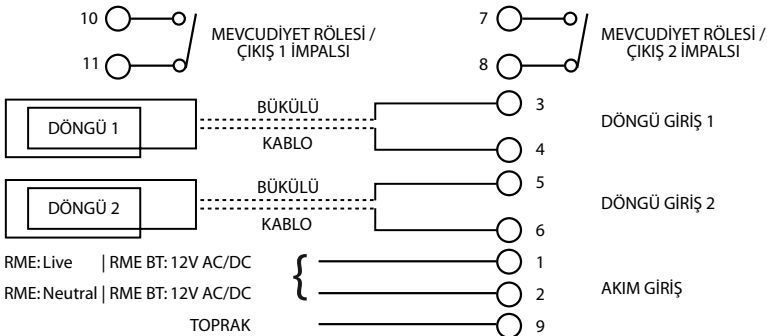 10
MEVCUDİYET RÖLESİ /
ÇIKIŞ 1 İMPALSI
11
7
MEVCUDİYET RÖLESİ /
ÇIKIŞ 2 İMPALSI
8
DÖNGÜ 1
BÜKÜLÜ
KABLO
3
DÖNGÜ GİRİŞ 1
4
DÖNGÜ 2
BÜKÜLÜ
KABLO
5
DÖNGÜ GİRİŞ 2
6
RME: Live | RME BT: 12V AC/DC
1
RME: Neutral | RME BT: 12V AC/DC
2
AKIM GİRİŞ
TOPRAK
9